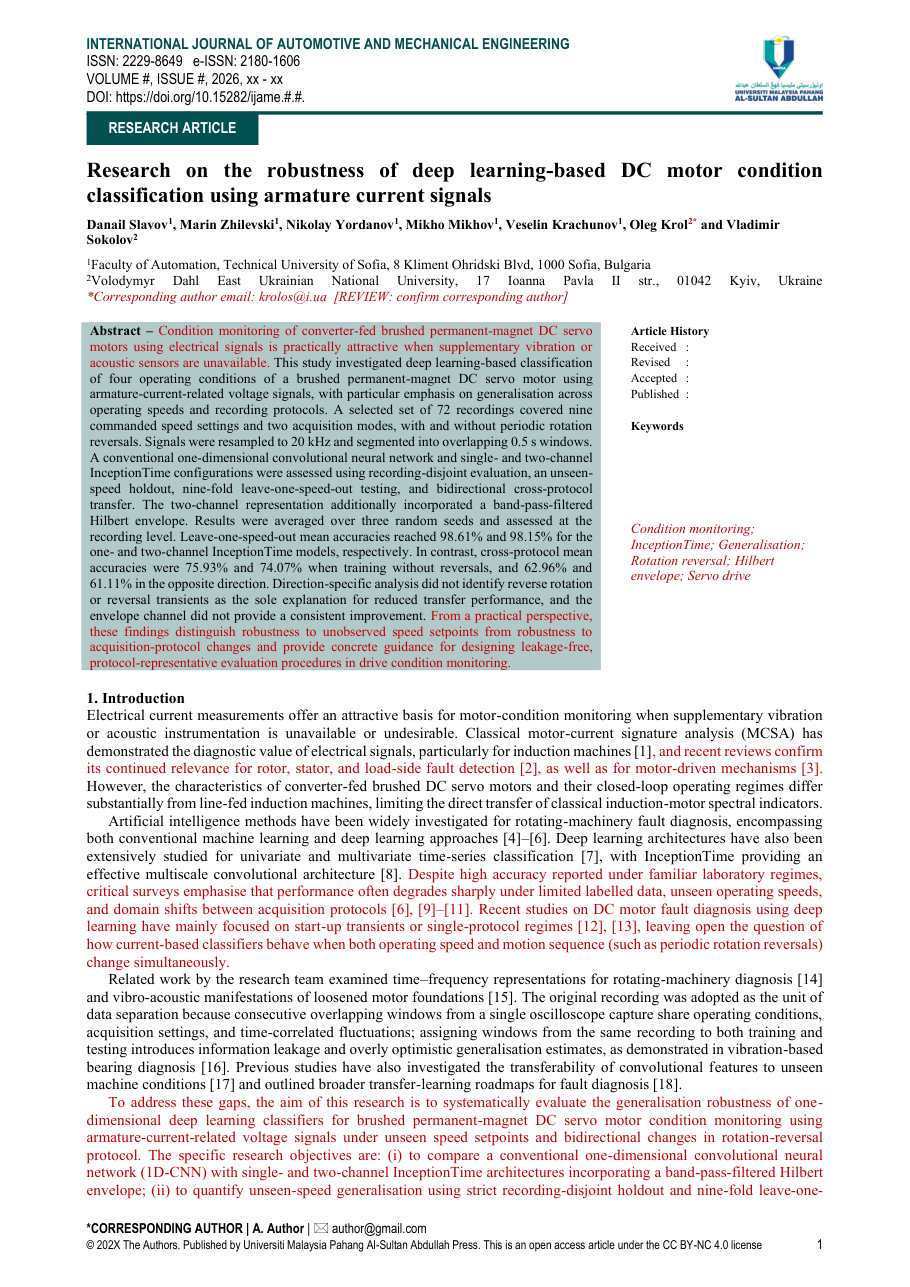 INTERNATIONAL JOURNAL OF AUTOMOTIVE AND MECHANICAL ENGINEERING
ISSN: 2229-8649 e-ISSN: 2180-1606
VOLUME #, ISSUE #, 2026, xx - xx
DOI: https://doi.org/10.15282/ijame.#.#.
UNIVERSITI MALAYSIA PAHANG
AL-SULTAN ABDULLAH
RESEARCH ARTICLE
Research on the robustness of deep learning-based DC motor condition
classification using armature current signals
Danail Slavov1, Marin Zhilevski1, Nikolay Yordanov1, Mikho Mikhov1, Veselin Krachunov1, Oleg Krol2* and Vladimir
Sokolov2
1Faculty of Automation, Technical University of Sofia, 8 Kliment Ohridski Blvd, 1000 Sofia, Bulgaria
2Volodymyr Dahl East Ukrainian National University, 17 Ioanna Pavla II str., 01042 Kyiv, Ukraine
*Corresponding author email: krolos@i.ua [REVIEW: confirm corresponding author]
Abstract – Condition monitoring of converter-fed brushed permanent-magnet DC servo
motors using electrical signals is practically attractive when supplementary vibration or
acoustic sensors are unavailable. This study investigated deep learning-based classification
of four operating conditions of a brushed permanent-magnet DC servo motor using
armature-current-related voltage signals, with particular emphasis on generalisation across
operating speeds and recording protocols. A selected set of 72 recordings covered nine
commanded speed settings and two acquisition modes, with and without periodic rotation
reversals. Signals were resampled to 20 kHz and segmented into overlapping 0.5 s windows.
A conventional one-dimensional convolutional neural network and single- and two-channel
InceptionTime configurations were assessed using recording-disjoint evaluation, an unseen-
speed holdout, nine-fold leave-one-speed-out testing, and bidirectional cross-protocol
transfer. The two-channel representation additionally incorporated a band-pass-filtered
Hilbert envelope. Results were averaged over three random seeds and assessed at the
recording level. Leave-one-speed-out mean accuracies reached 98.61% and 98.15% for the
one- and two-channel InceptionTime models, respectively. In contrast, cross-protocol mean
accuracies were 75.93% and 74.07% when training without reversals, and 62.96% and
61.11% in the opposite direction. Direction-specific analysis did not identify reverse rotation
or reversal transients as the sole explanation for reduced transfer performance, and the
envelope channel did not provide a consistent improvement. From a practical perspective,
these findings distinguish robustness to unobserved speed setpoints from robustness to
acquisition-protocol changes and provide concrete guidance for designing leakage-free,
protocol-representative evaluation procedures in drive condition monitoring.
Article History
Received :
Revised :
Accepted :
Published :
Keywords
Condition monitoring;
InceptionTime; Generalisation;
Rotation reversal; Hilbert
envelope; Servo drive
1. Introduction
Electrical current measurements offer an attractive basis for motor-condition monitoring when supplementary vibration
or acoustic instrumentation is unavailable or undesirable. Classical motor-current signature analysis (MCSA) has
demonstrated the diagnostic value of electrical signals, particularly for induction machines [1], and recent reviews confirm
its continued relevance for rotor, stator, and load-side fault detection [2], as well as for motor-driven mechanisms [3].
However, the characteristics of converter-fed brushed DC servo motors and their closed-loop operating regimes differ
substantially from line-fed induction machines, limiting the direct transfer of classical induction-motor spectral indicators.
Artificial intelligence methods have been widely investigated for rotating-machinery fault diagnosis, encompassing
both conventional machine learning and deep learning approaches [4]–[6]. Deep learning architectures have also been
extensively studied for univariate and multivariate time-series classification [7], with InceptionTime providing an
effective multiscale convolutional architecture [8]. Despite high accuracy reported under familiar laboratory regimes,
critical surveys emphasise that performance often degrades sharply under limited labelled data, unseen operating speeds,
and domain shifts between acquisition protocols [6], [9]–[11]. Recent studies on DC motor fault diagnosis using deep
learning have mainly focused on start-up transients or single-protocol regimes [12], [13], leaving open the question of
how current-based classifiers behave when both operating speed and motion sequence (such as periodic rotation reversals)
change simultaneously.
Related work by the research team examined time–frequency representations for rotating-machinery diagnosis [14]
and vibro-acoustic manifestations of loosened motor foundations [15]. The original recording was adopted as the unit of
data separation because consecutive overlapping windows from a single oscilloscope capture share operating conditions,
acquisition settings, and time-correlated fluctuations; assigning windows from the same recording to both training and
testing introduces information leakage and overly optimistic generalisation estimates, as demonstrated in vibration-based
bearing diagnosis [16]. Previous studies have also investigated the transferability of convolutional features to unseen
machine conditions [17] and outlined broader transfer-learning roadmaps for fault diagnosis [18].
To address these gaps, the aim of this research is to systematically evaluate the generalisation robustness of one-
dimensional deep learning classifiers for brushed permanent-magnet DC servo motor condition monitoring using
armature-current-related voltage signals under unseen speed setpoints and bidirectional changes in rotation-reversal
protocol. The specific research objectives are: (i) to compare a conventional one-dimensional convolutional neural
network (1D-CNN) with single- and two-channel InceptionTime architectures incorporating a band-pass-filtered Hilbert
envelope; (ii) to quantify unseen-speed generalisation using strict recording-disjoint holdout and nine-fold leave-one-
*CORRESPONDING AUTHOR | A. Author | author@gmail.com
© 202X The Authors. Published by Universiti Malaysia Pahang Al-Sultan Abdullah Press. This is an open access article under the CC BY-NC 4.0 license 1